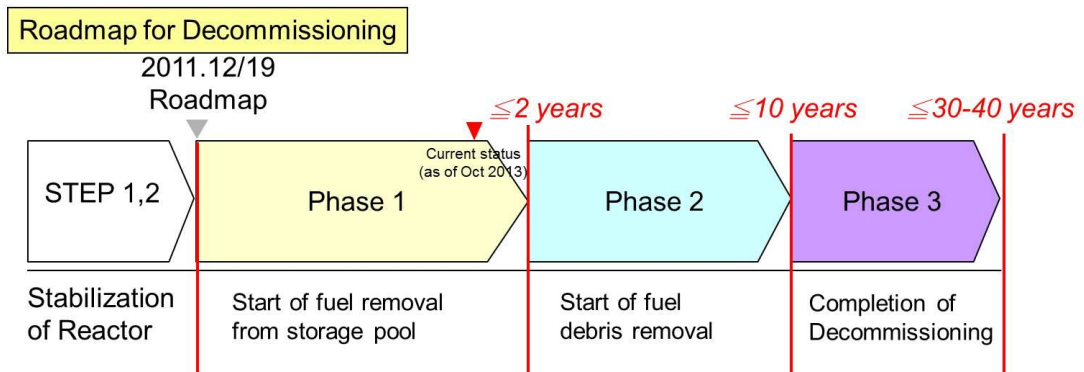 Roadmap for Decommissioning
2011.12/19
Roadmap
≦2 years
≦10 years
≦30-40 years
Current status
(as of Oct 2013)
STEP 1,2
Phase 1
Phase 2
Phase 3
Stabilization
of Reactor
Start of fuel removal
from storage pool
Start of fuel
debris removal
Completion of
Decommissioning